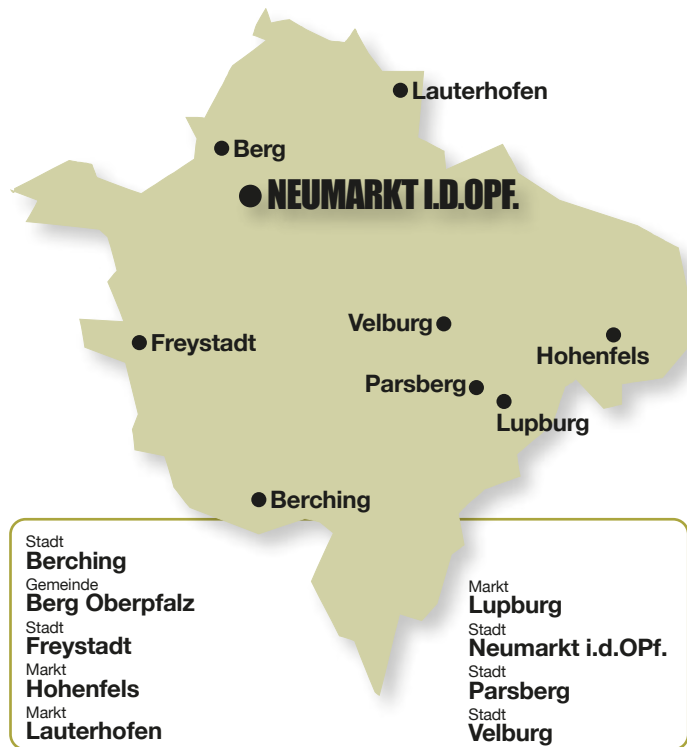 Lauterhofen
Berg
NEUMARKT I.D.OPF.
Velburg
Freystadt
Hohenfels
Parsberg
Lupburg
Berching
Stadt
Berching
Gemeinde
Berg Oberpfalz
Stadt
Freystadt
Markt
Hohenfels
Markt
Lauterhofen
Markt
Lupburg
Stadt
Neumarkt i.d.OPf.
Stadt
Parsberg
Stadt
Velburg